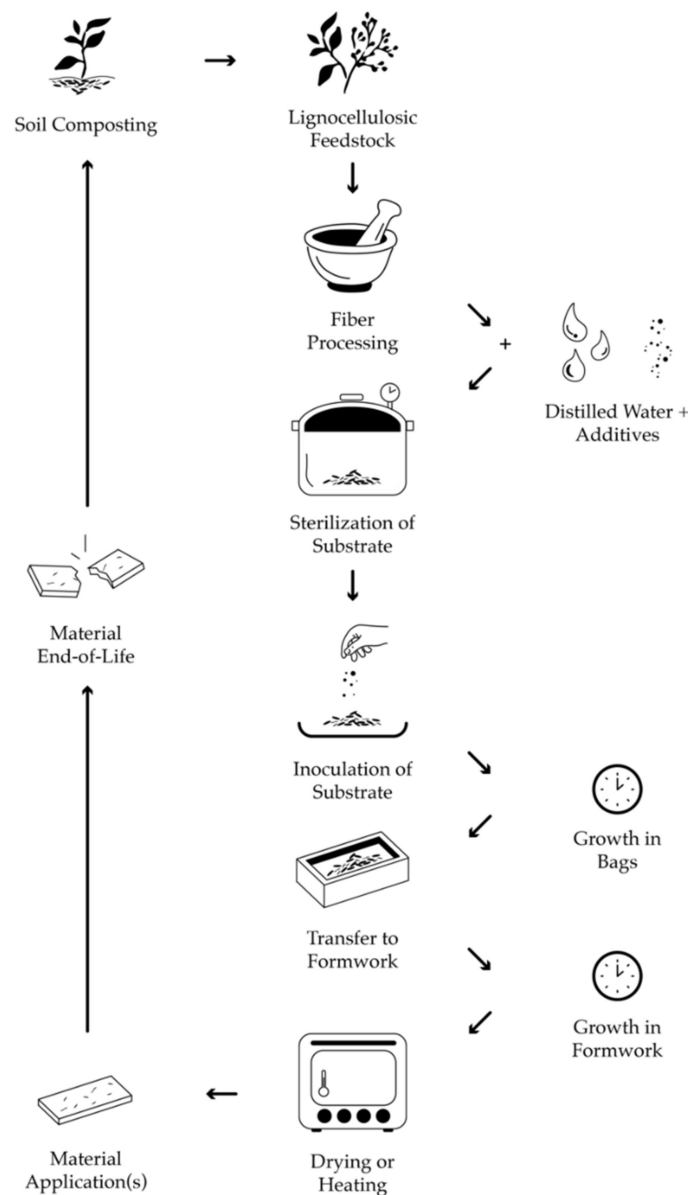 Soil Composting
Lignocellulosic
Feedstock
Fiber
Processing
+
Distilled Water +
Additives
Sterilization of
Substrate
Material
End-of-Life
Inoculation of
Substrate
Growth in
Bags
Transfer to
Formwork
Growth in
Formwork
Material
Application(s)
Drying or
Heating